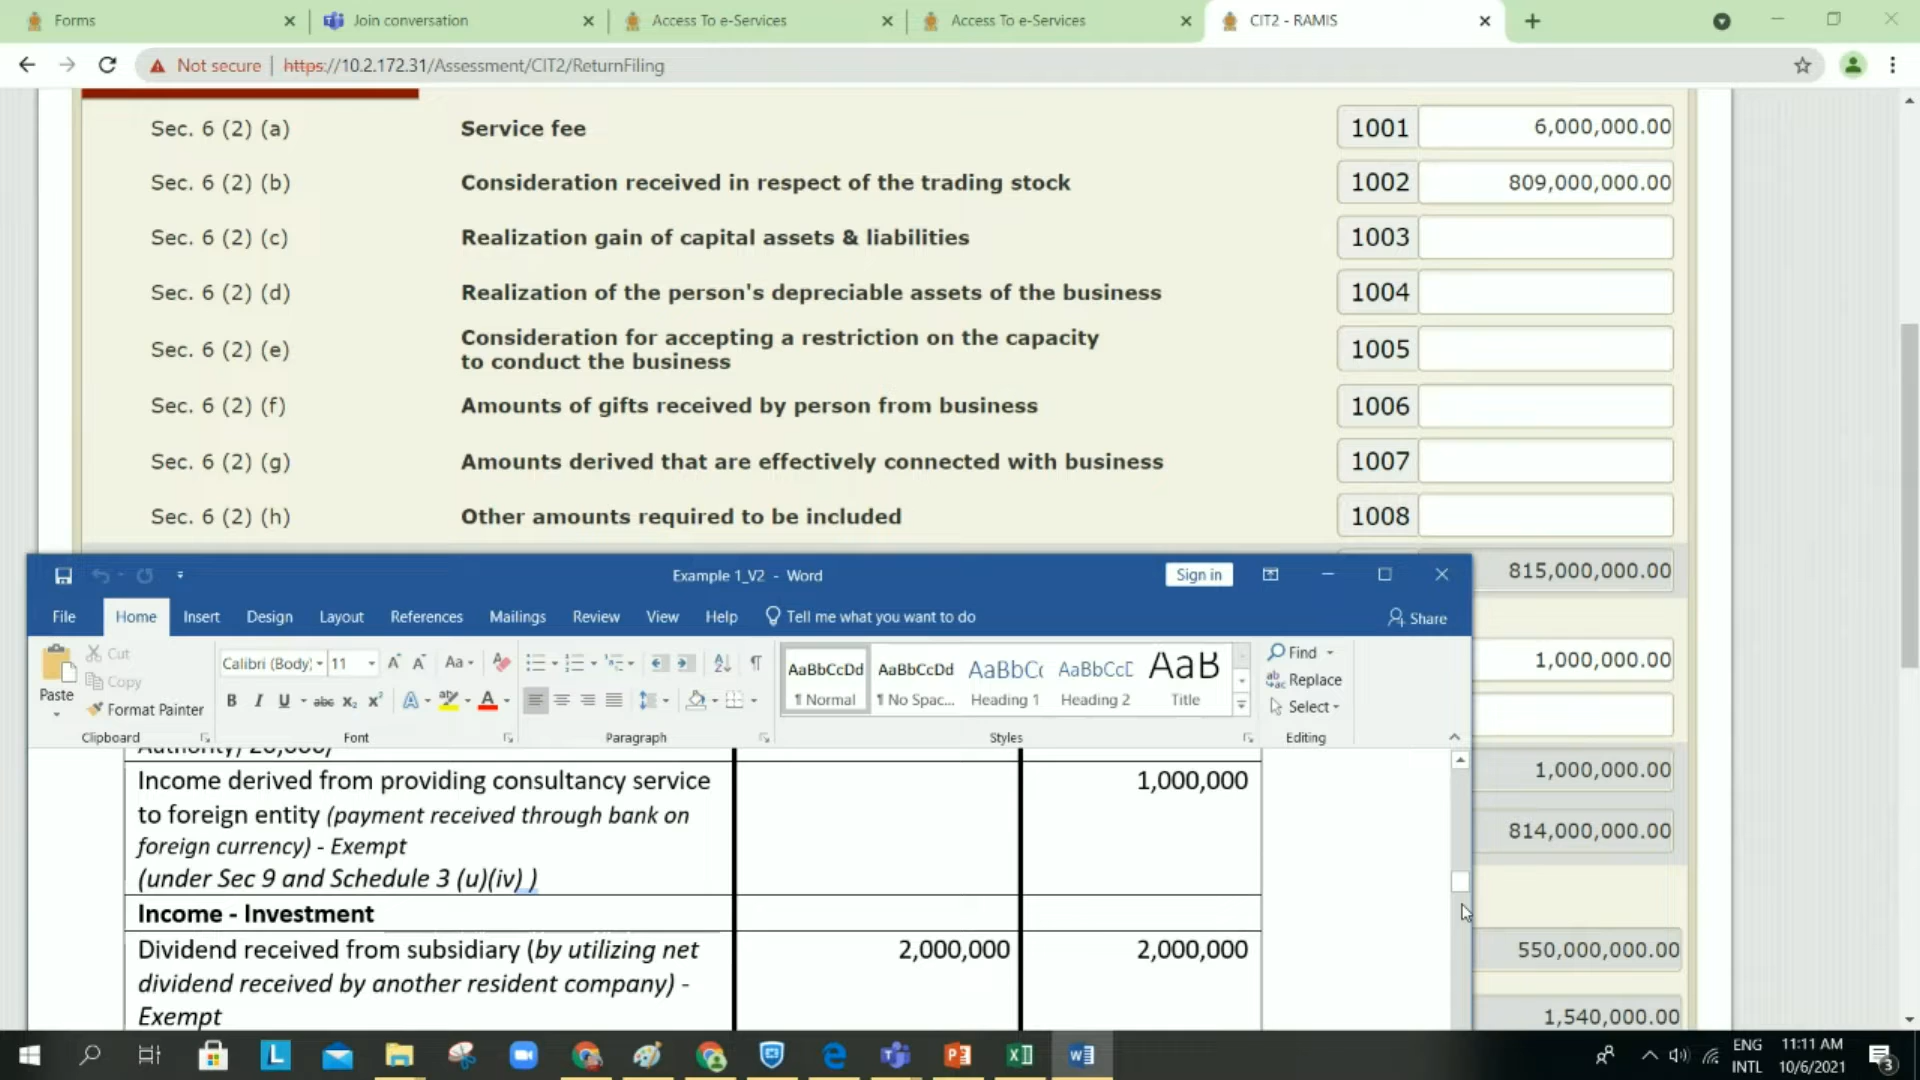 Forms
Join conversation
Access To e-Services
Access To e-Services
CIT2 - RAMIS
Not secure | https://10.2.172.31/Assessment/CIT2/ReturnFiling
Sec. 6 (2) (a) Service fee 1001 6,000,000.00
Sec. 6 (2) (b) Consideration received in respect of the trading stock 1002 809,000,000.00
Sec. 6 (2) (c) Realization gain of capital assets & liabilities 1003
Sec. 6 (2) (d) Realization of the person's depreciable assets of the business 1004
Sec. 6 (2) (e) Consideration for accepting a restriction on the capacity
to conduct the business 1005
Sec. 6 (2) (f) Amounts of gifts received by person from business 1006
Sec. 6 (2) (g) Amounts derived that are effectively connected with business 1007
Sec. 6 (2) (h) Other amounts required to be included 1008
815,000,000.00
1,000,000.00
1,000,000.00
814,000,000.00
550,000,000.00
1,540,000.00
Example 1_V2 - Word
Sign in
File Home Insert Design Layout References Mailings Review View Help Tell me what you want to do Share
Paste
Cut
Copy
Format Painter
Clipboard
Calibri (Body) 11
Aa
B I U abc X₂ X²
Font
Paragraph
AaBbCcDd AaBbCcDd AaBbCc AaBbCcC AaB
¶ Normal ¶ No Spac... Heading 1 Heading 2 Title
Styles
Find
Replace
Select
Editing
Income derived from providing consultancy service 1,000,000
to foreign entity (payment received through bank on
foreign currency) - Exempt
(under Sec 9 and Schedule 3 (u)(iv) )
Income - Investment
Dividend received from subsidiary (by utilizing net 2,000,000 2,000,000
dividend received by another resident company) -
Exempt
ENG
INTL
11:11 AM
10/6/2021
3